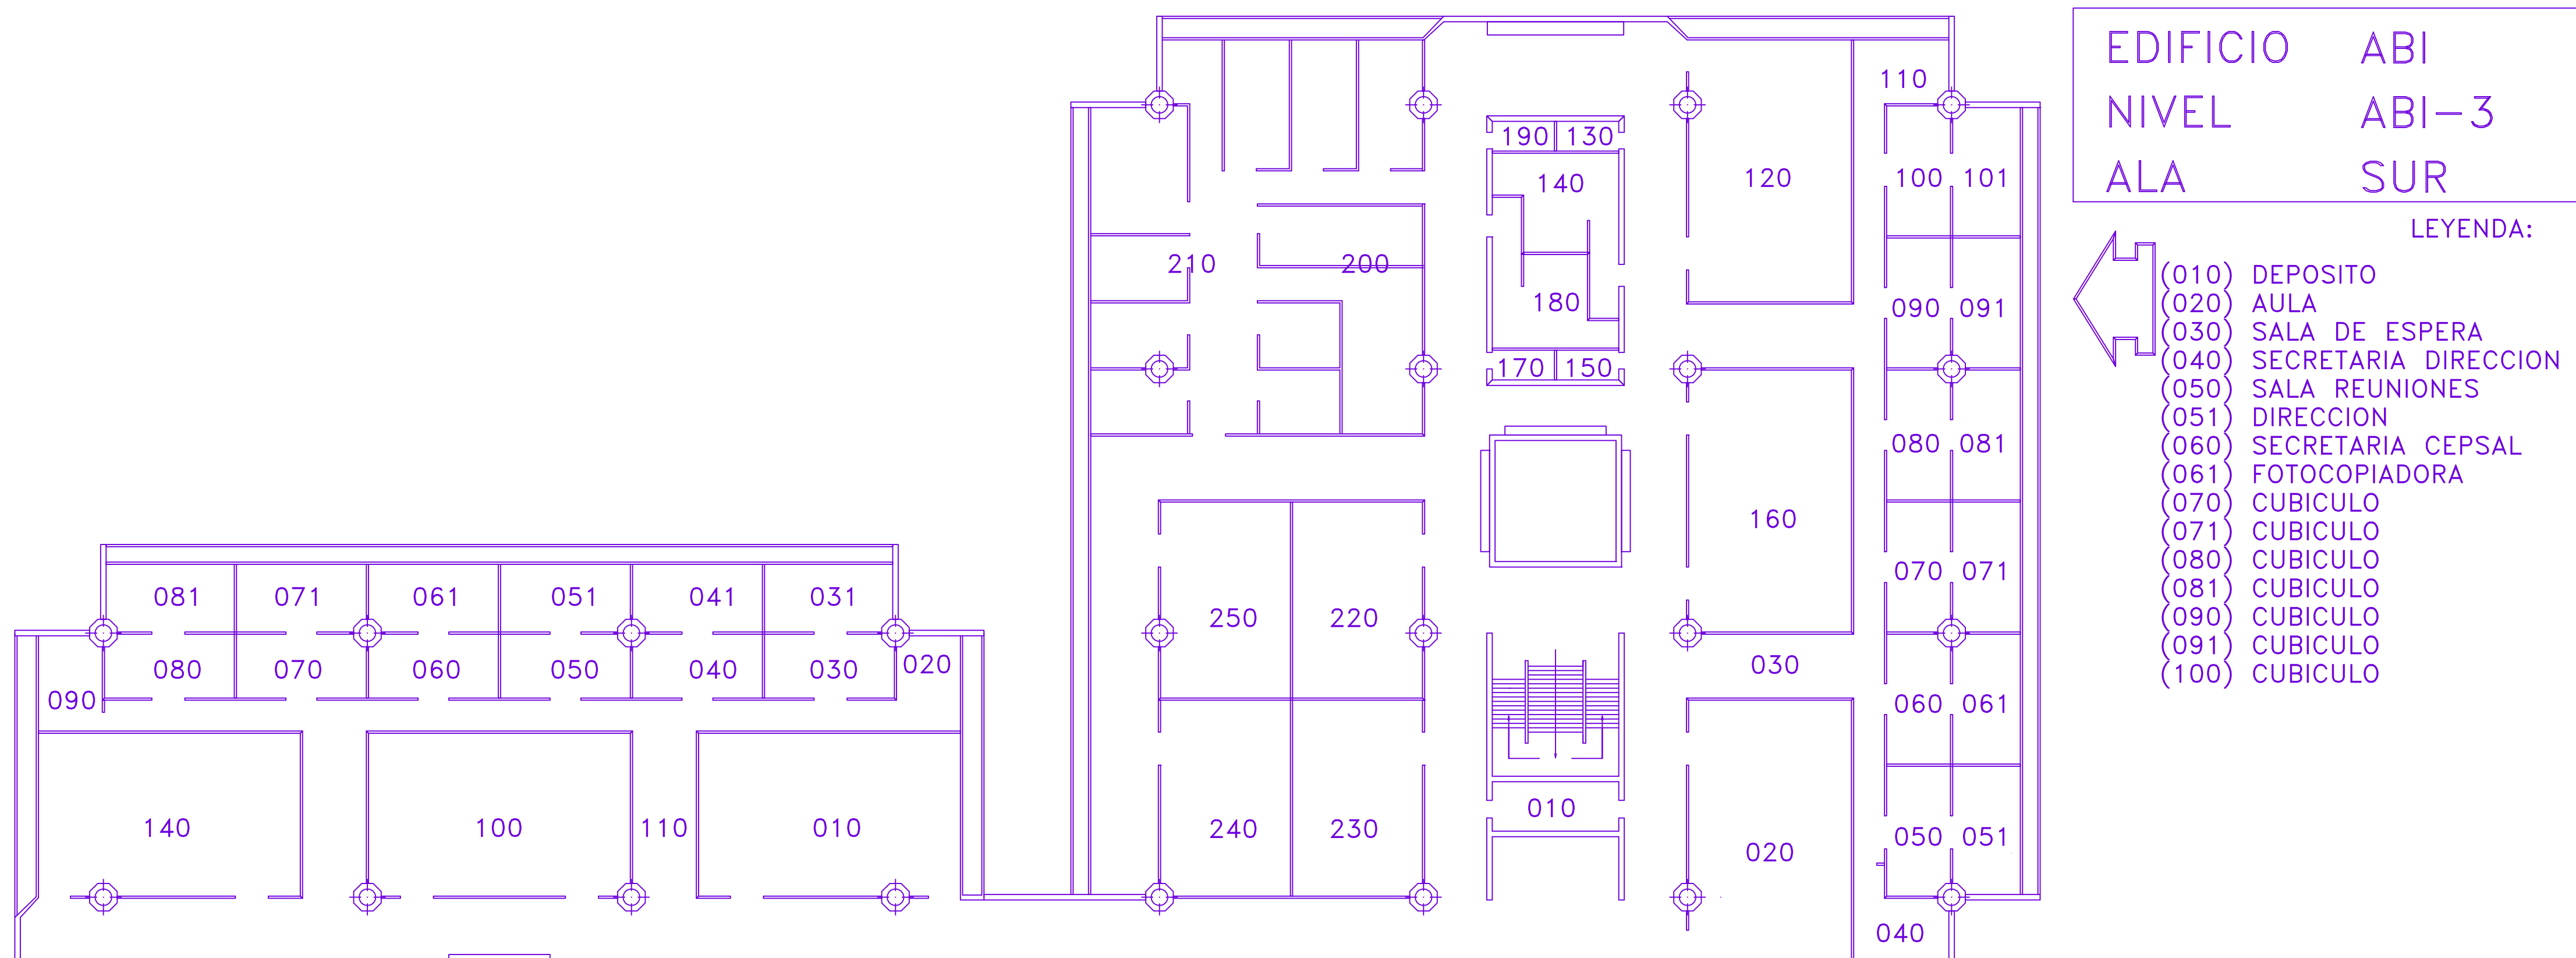 EDIFICIO ABI
NIVEL ABI-3
ALA SUR
LEYENDA:
(010) DEPOSITO
(020) AULA
(030) SALA DE ESPERA
(040) SECRETARIA DIRECCION
(050) SALA REUNIONES
(051) DIRECCION
(060) SECRETARIA CEPSAL
(061) FOTOCOPIADORA
(070) CUBICULO
(071) CUBICULO
(080) CUBICULO
(081) CUBICULO
(090) CUBICULO
(091) CUBICULO
(100) CUBICULO
110
190 130
140
120
100 101
210
200
180
090 091
170 150
080 081
160
070 071
250 220
030
060 061
240 230
010
020
050 051
040
081 071 061 051 041 031
080 070 060 050 040 030
020
090
140 100 110 010